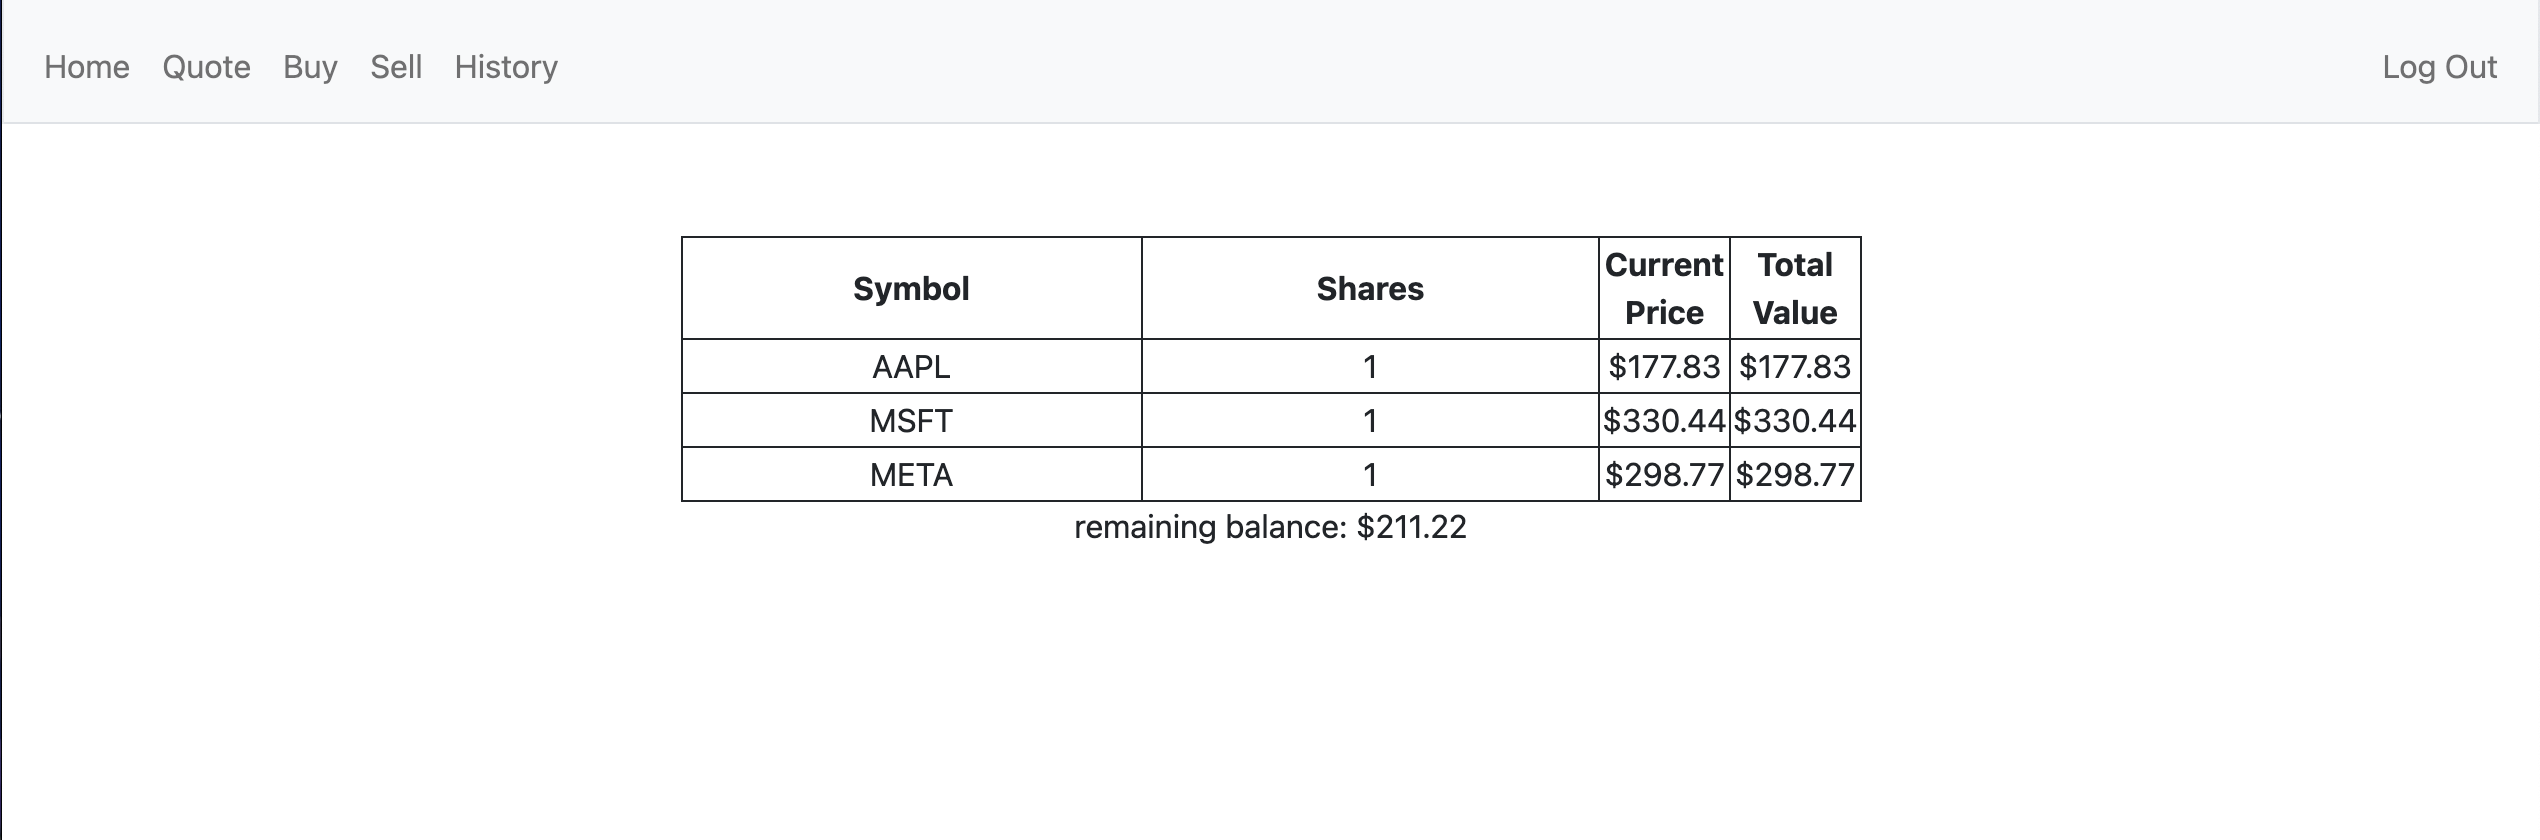 Home Quote Buy Sell History Log Out
Symbol Shares Current Price Total Value
AAPL 1 $177.83 $177.83
MSFT 1 $330.44 $330.44
META 1 $298.77 $298.77
remaining balance: $211.22